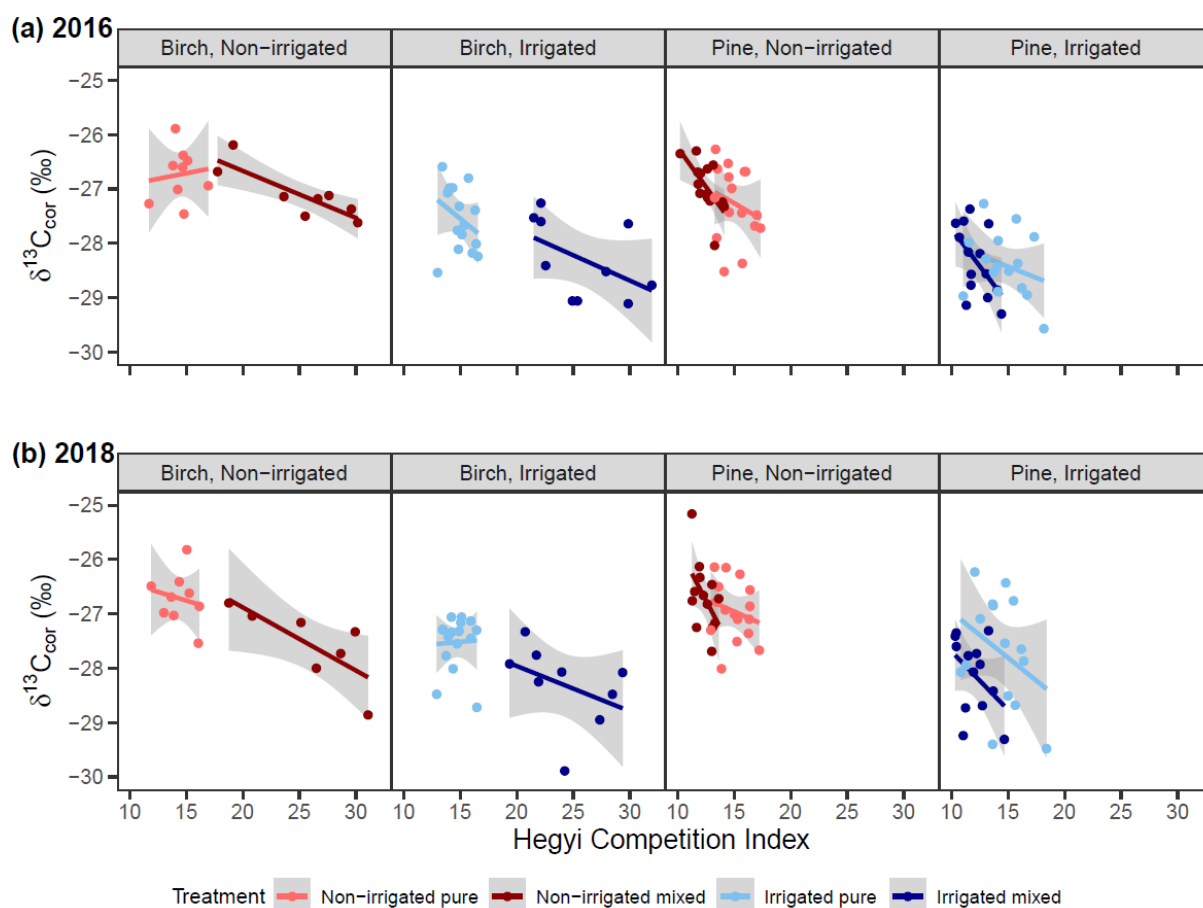 (a) 2016
Birch, Non−irrigated
Birch, Irrigated
Pine, Non−irrigated
Pine, Irrigated
−25
−26
−27
−28
−29
−30
δ¹³C_cor (‰)
(b) 2018
Birch, Non−irrigated
Birch, Irrigated
Pine, Non−irrigated
Pine, Irrigated
−25
−26
−27
−28
−29
−30
δ¹³C_cor (‰)
10 15 20 25 30 10 15 20 25 30 10 15 20 25 30 10 15 20 25 30
Hegyi Competition Index
Treatment Non−irrigated pure Non−irrigated mixed Irrigated pure Irrigated mixed